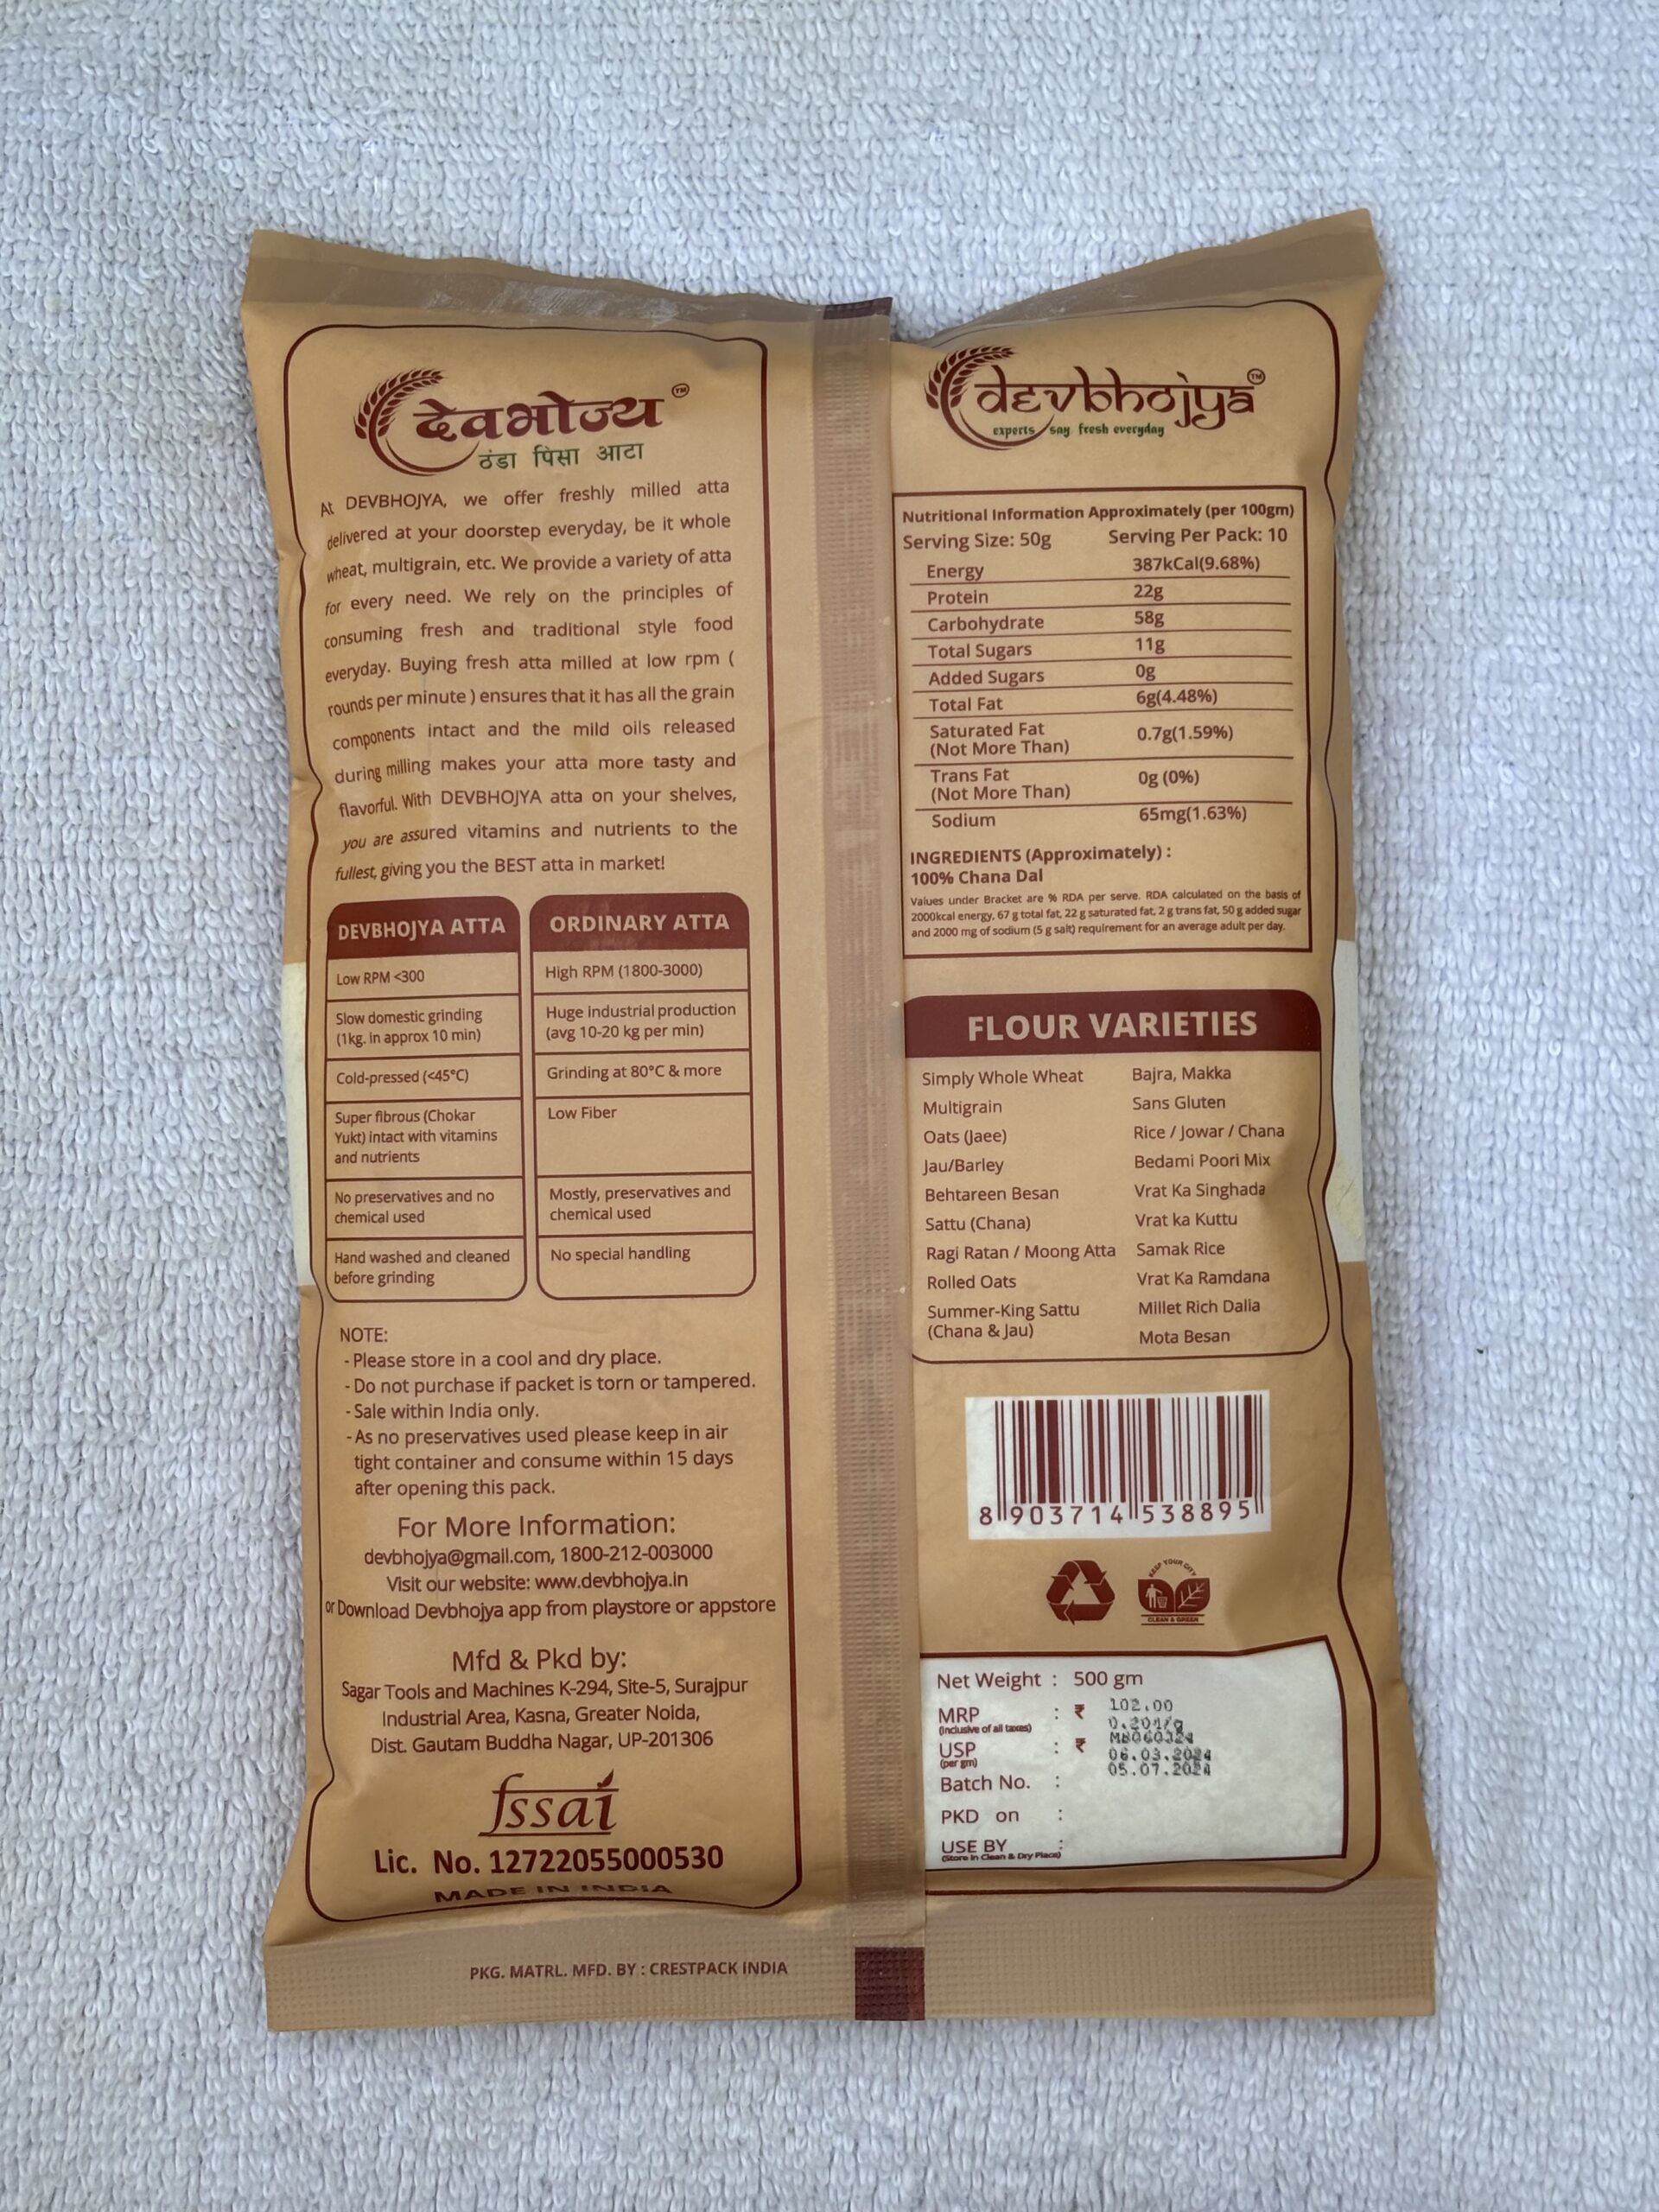 देवभोज्य TM
ठंडा पिसा आटा
At DEVBHOJYA, we offer freshly milled atta
delivered at your doorstep everyday, be it whole
wheat, multigrain, etc. We provide a variety of atta
for every need. We rely on the principles of
consuming fresh and traditional style food
everyday. Buying fresh atta milled at low rpm (
rounds per minute ) ensures that it has all the grain
components intact and the mild oils released
during milling makes your atta more tasty and
flavorful. With DEVBHOJYA atta on your shelves,
you are assured vitamins and nutrients to the
fullest, giving you the BEST atta in market!
DEVBHOJYA ATTA
Low RPM <300
Slow domestic grinding
(1kg. in approx 10 min)
Cold-pressed (<45°C)
Super fibrous (Chokar
Yukt) intact with vitamins
and nutrients
No preservatives and no
chemical used
Hand washed and cleaned
before grinding
ORDINARY ATTA
High RPM (1800-3000)
Huge industrial production
(avg 10-20 kg per min)
Grinding at 80°C & more
Low Fiber
Mostly, preservatives and
chemical used
No special handling
NOTE:
- Please store in a cool and dry place.
- Do not purchase if packet is torn or tampered.
- Sale within India only.
- As no preservatives used please keep in air
tight container and consume within 15 days
after opening this pack.
For More Information:
devbhojya@gmail.com, 1800-212-003000
Visit our website: www.devbhojya.in
or Download Devbhojya app from playstore or appstore
Mfd & Pkd by:
Sagar Tools and Machines K-294, Site-5, Surajpur
Industrial Area, Kasna, Greater Noida,
Dist. Gautam Buddha Nagar, UP-201306
fssai
Lic. No. 12722055000530
MADE IN INDIA
PKG. MATRL. MFD. BY : CRESTPACK INDIA
devbhojya TM
experts say fresh everyday
Nutritional Information Approximately (per 100gm)
Serving Size: 50g Serving Per Pack: 10
Energy 387kCal(9.68%)
Protein 22g
Carbohydrate 58g
Total Sugars 11g
Added Sugars 0g
Total Fat 6g(4.48%)
Saturated Fat
(Not More Than) 0.7g(1.59%)
Trans Fat
(Not More Than) 0g (0%)
Sodium 65mg(1.63%)
INGREDIENTS (Approximately) :
100% Chana Dal
Values under Bracket are % RDA per serve. RDA calculated on the basis of
2000kcal energy, 67 g total fat, 22 g saturated fat, 2 g trans fat, 50 g added sugar
and 2000 mg of sodium (5 g salt) requirement for an average adult per day.
FLOUR VARIETIES
Simply Whole Wheat Bajra, Makka
Multigrain Sans Gluten
Oats (Jaee) Rice / Jowar / Chana
Jau/Barley Bedami Poori Mix
Behtareen Besan Vrat Ka Singhada
Sattu (Chana) Vrat ka Kuttu
Ragi Ratan / Moong Atta Samak Rice
Rolled Oats Vrat Ka Ramdana
Summer-King Sattu Millet Rich Dalia
(Chana & Jau) Mota Besan
8 903714 538895
KEEP YOUR CITY
CLEAN & GREEN
Net Weight : 500 gm
MRP : ₹ 102.00
(inclusive of all taxes) 0.204/g
USP : ₹ MB060324
(per gm) 06.03.2024
Batch No. : 05.07.2024
PKD on :
USE BY :
(Store in Clean & Dry Place)